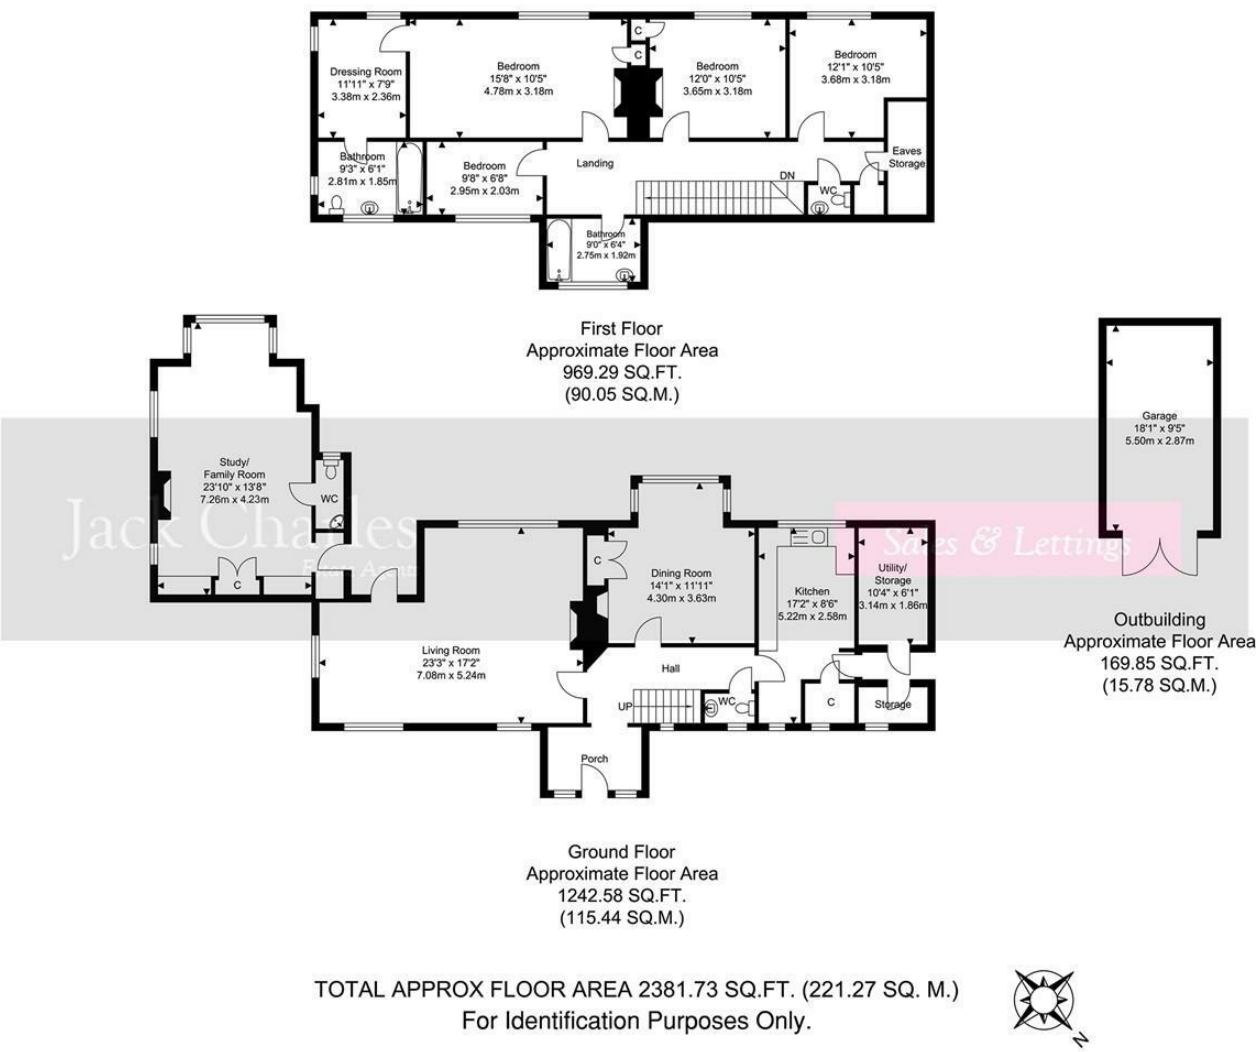 Dressing Room
11'11" x 7'9"
3.38m x 2.36m
Bedroom
15'8" x 10'5"
4.78m x 3.18m
C
C
Bedroom
12'0" x 10'5"
3.65m x 3.18m
Bedroom
12'1" x 10'5"
3.68m x 3.18m
Bathroom
9'3" x 6'1"
2.81m x 1.85m
Bedroom
9'8" x 6'8"
2.95m x 2.03m
Landing
DN
WC
Eaves
Storage
Bathroom
9'0" x 6'4"
2.75m x 1.92m
First Floor
Approximate Floor Area
969.29 SQ.FT.
(90.05 SQ.M.)
Study/
Family Room
23'10" x 13'8"
7.26m x 4.23m
WC
C
Jack Charles
Estate Agents
Sales & Lettings
Living Room
23'3" x 17'2"
7.08m x 5.24m
C
Dining Room
14'1" x 11'11"
4.30m x 3.63m
Kitchen
17'2" x 8'6"
5.22m x 2.58m
Utility/
Storage
10'4" x 6'1"
3.14m x 1.86m
Hall
UP
WC
C
Storage
Porch
Garage
18'1" x 9'5"
5.50m x 2.87m
Outbuilding
Approximate Floor Area
169.85 SQ.FT.
(15.78 SQ.M.)
Ground Floor
Approximate Floor Area
1242.58 SQ.FT.
(115.44 SQ.M.)
TOTAL APPROX FLOOR AREA 2381.73 SQ.FT. (221.27 SQ. M.)
For Identification Purposes Only.
N